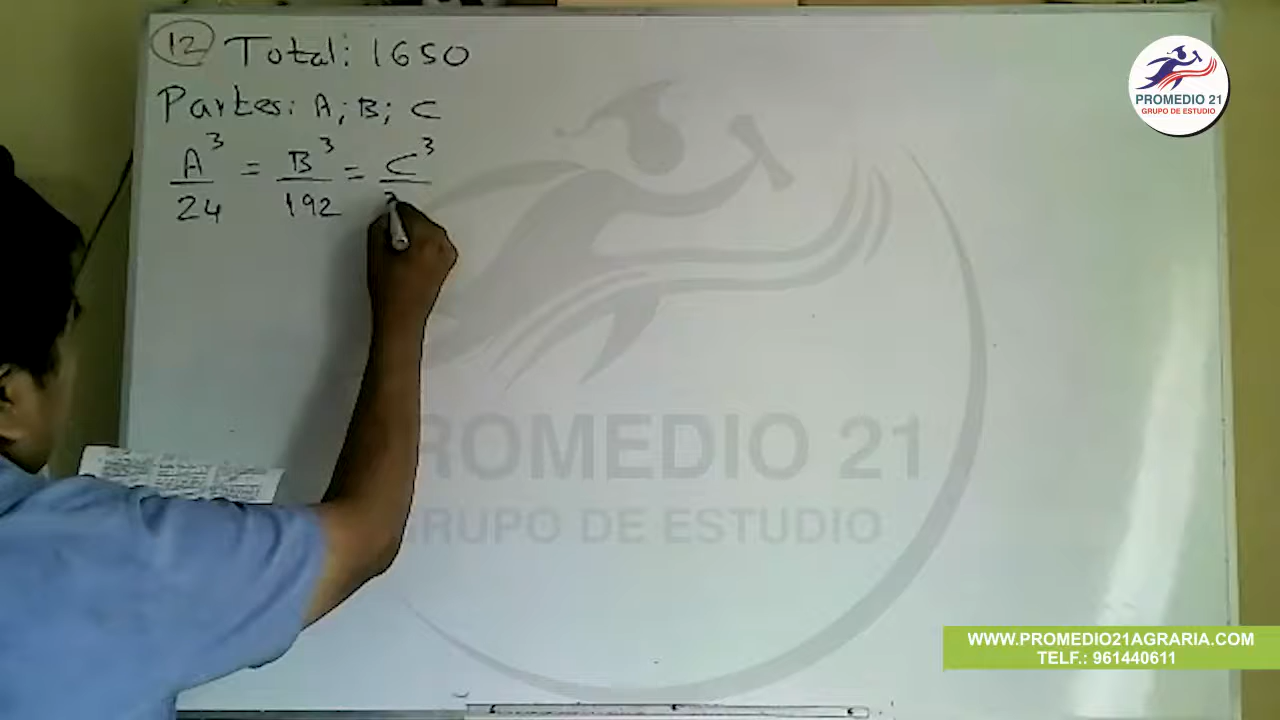 12 Total: 1650
Partes: A; B; C
A³ = B³ = C³
24 192
PROMEDIO 21
GRUPO DE ESTUDIO
PROMEDIO 21
GRUPO DE ESTUDIO
WWW.PROMEDIO21AGRARIA.COM
TELF.: 961440611